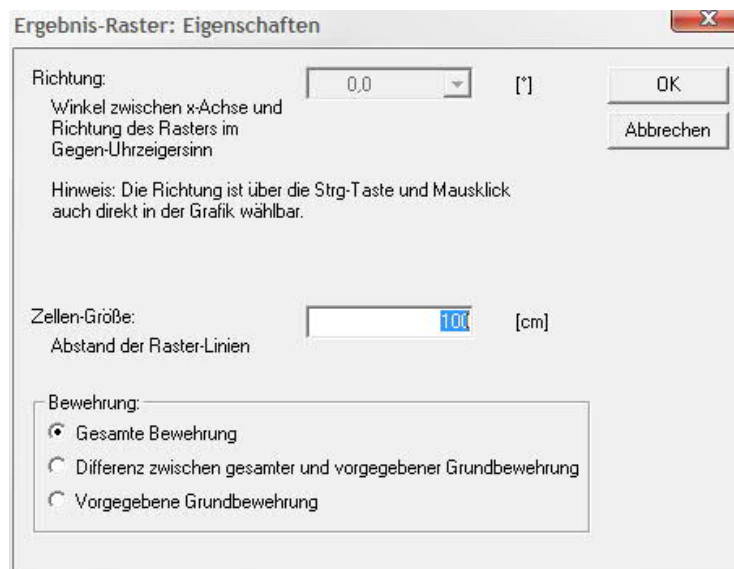 Ergebnis-Raster: Eigenschaften
Richtung:
0,0
[°]
OK
Winkel zwischen x-Achse und
Richtung des Rasters im
Gegen-Uhrzeigersinn
Abbrechen
Hinweis: Die Richtung ist über die Strg-Taste und Mausklick
auch direkt in der Grafik wählbar.
Zellen-Größe:
100
[cm]
Abstand der Raster-Linien
Bewehrung:
Gesamte Bewehrung
Differenz zwischen gesamter und vorgegebener Grundbewehrung
Vorgegebene Grundbewehrung